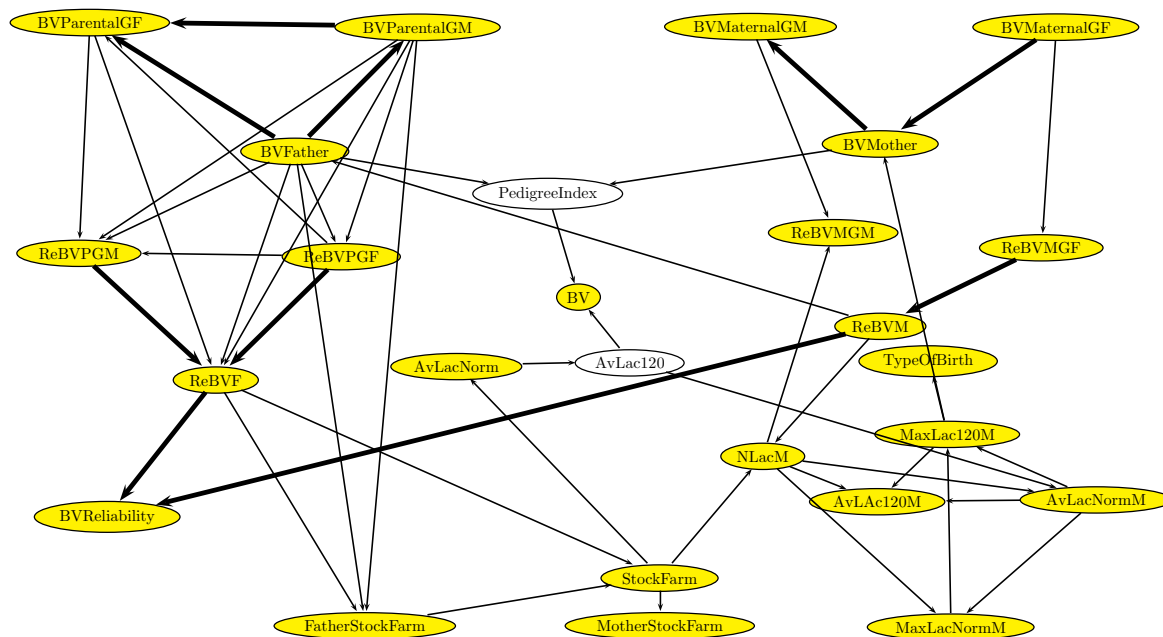 BVParentalGF
BVParentalGM
BVMaternalGM
BVMaternalGF
BVFather
BVMother
PedigreeIndex
ReBVMGM
ReBVPGM
ReBVPGF
ReBVMGF
BV
ReBVM
TypeOfBirth
AvLacNorm
AvLac120
ReBVF
MaxLac120M
NLacM
AvLAc120M
AvLacNormM
BVReliability
StockFarm
FatherStockFarm
MotherStockFarm
MaxLacNormM